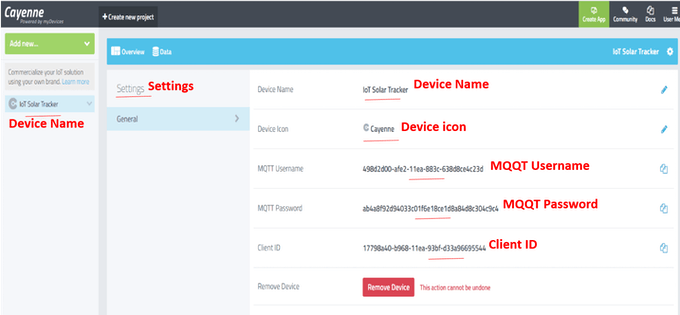 Cayenne
Powered by myDevices
+ Create new project
Create App
Community
Docs
User Me
Add new...
Commercialize your IoT solution
using your own brand. Learn more
IoT Solar Tracker
Device Name
Overview
Data
IoT Solar Tracker
Settings
Settings
General
Device Name
IoT Solar Tracker
Device Name
Device Icon
Cayenne
Device icon
MQTT Username
498d2d00-afe2-11ea-883c-638d8ce4c23d
MQQT Username
MQTT Password
ab4a8f92d94033c01f6e18ce1d8a84d8c304c9c4
MQQT Password
Client ID
17798a40-b968-11ea-93bf-d33a96695544
Client ID
Remove Device
Remove Device
This action cannot be undone